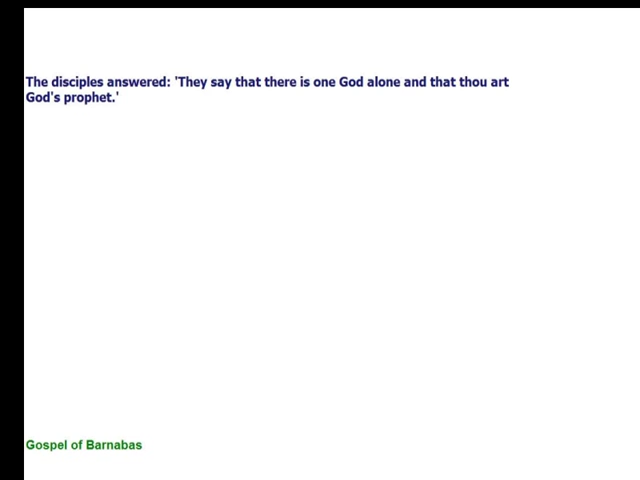 The disciples answered: 'They say that there is one God alone and that thou art
God's prophet.'
Gospel of Barnabas